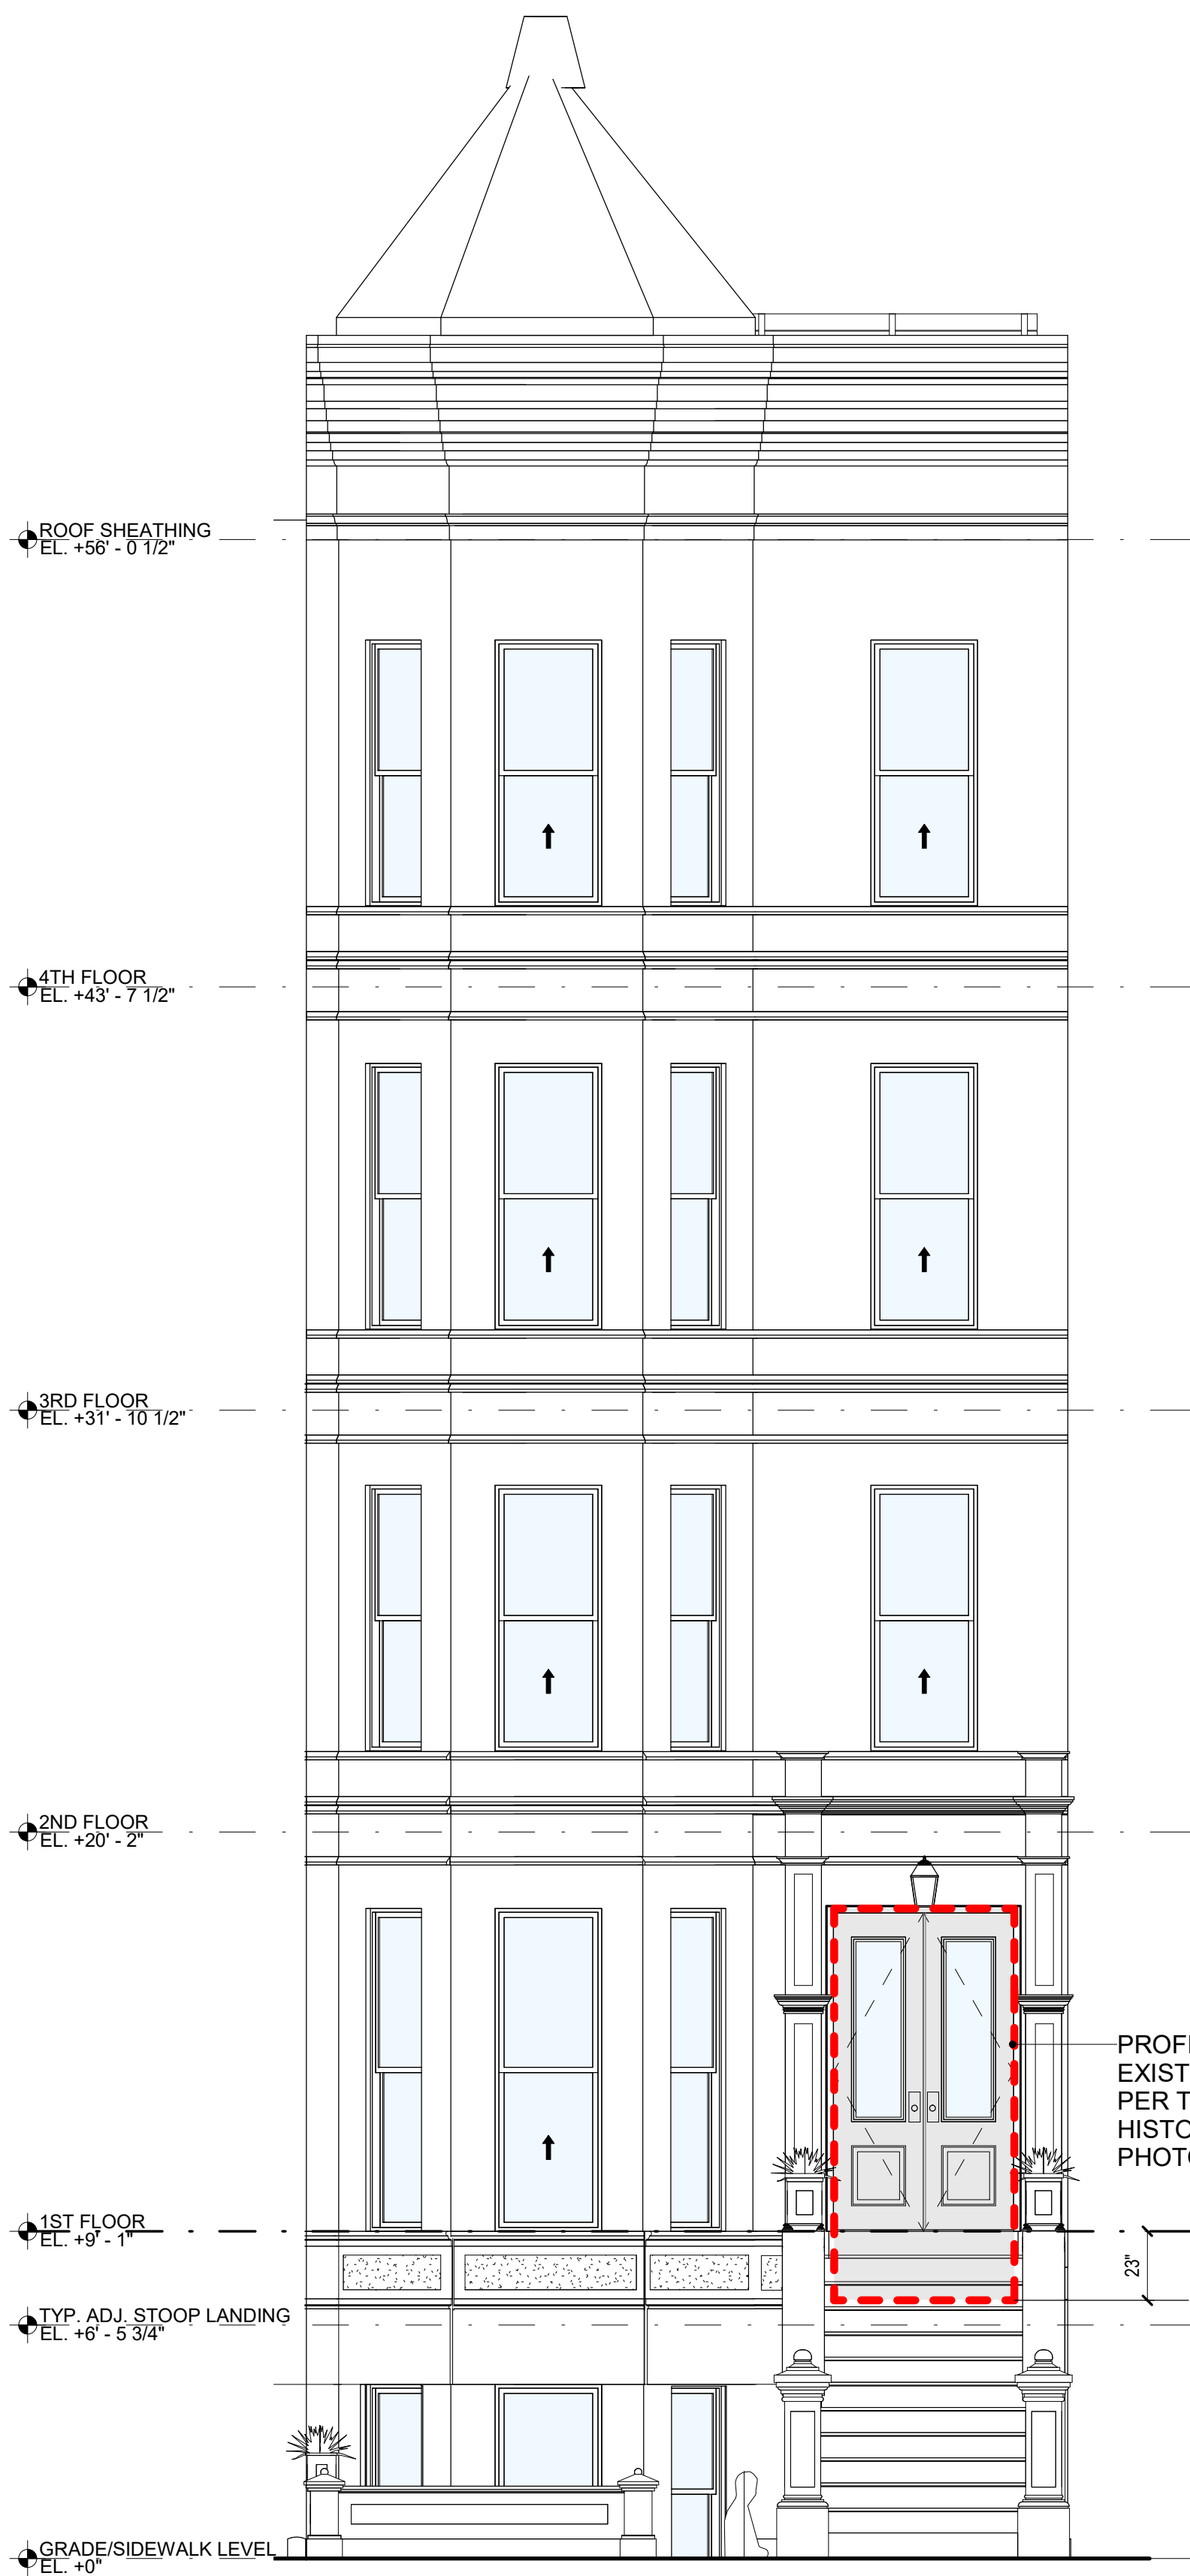 ROOF SHEATHING
EL. +56' - 0 1/2"
4TH FLOOR
EL. +43' - 7 1/2"
3RD FLOOR
EL. +31' - 10 1/2"
2ND FLOOR
EL. +20' - 2"
PROFI
EXIST
PER T
HISTO
PHOTO
1ST FLOOR
EL. +9' - 1"
23"
TYP. ADJ. STOOP LANDING
EL. +6' - 5 3/4"
GRADE/SIDEWALK LEVEL
EL. +0"